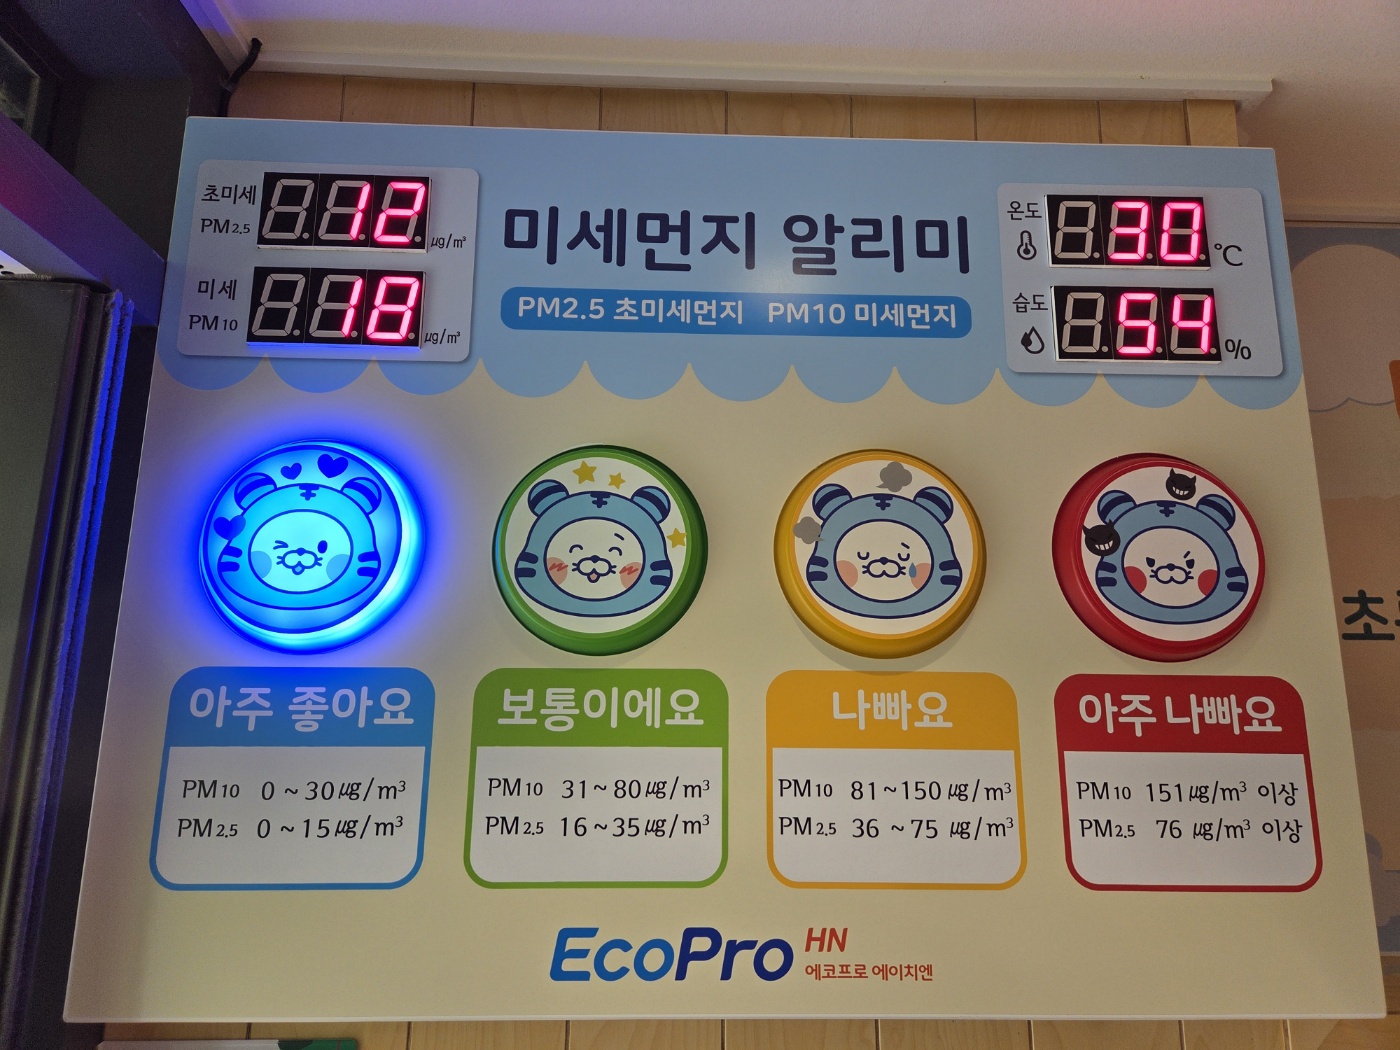 초미세
PM2.5 12 μg/m³
미세
PM10 18 μg/m³
미세먼지 알리미
PM2.5 초미세먼지 PM10 미세먼지
온도
30 ℃
습도
54 %
아주 좋아요
PM10 0~30㎍/m³
PM2.5 0~15㎍/m³
보통이에요
PM10 31~80㎍/m³
PM2.5 16~35㎍/m³
나빠요
PM10 81~150㎍/m³
PM2.5 36~75㎍/m³
아주 나빠요
PM10 151㎍/m³ 이상
PM2.5 76㎍/m³ 이상
EcoPro HN
에코프로 에이치엔
초